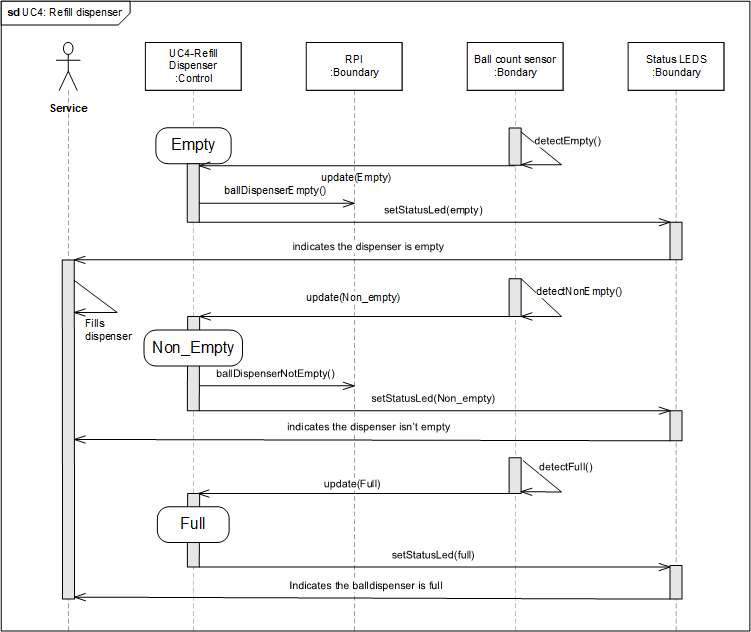 sd UC4: Refill dispenser
Service
UC4-Refill
Dispenser
:Control
RPI
:Boundary
Ball count sensor
:Bondary
Status LEDS
:Boundary
Empty
detectEmpty()
update(Empty)
ballDispenserEmpty()
setStatusLed(empty)
indicates the dispenser is empty
detectNonEmpty()
update(Non_empty)
Fills
dispenser
Non_Empty
ballDispenserNotEmpty()
setStatusLed(Non_empty)
indicates the dispenser isn't empty
detectFull()
update(Full)
Full
setStatusLed(full)
Indicates the balldispenser is full